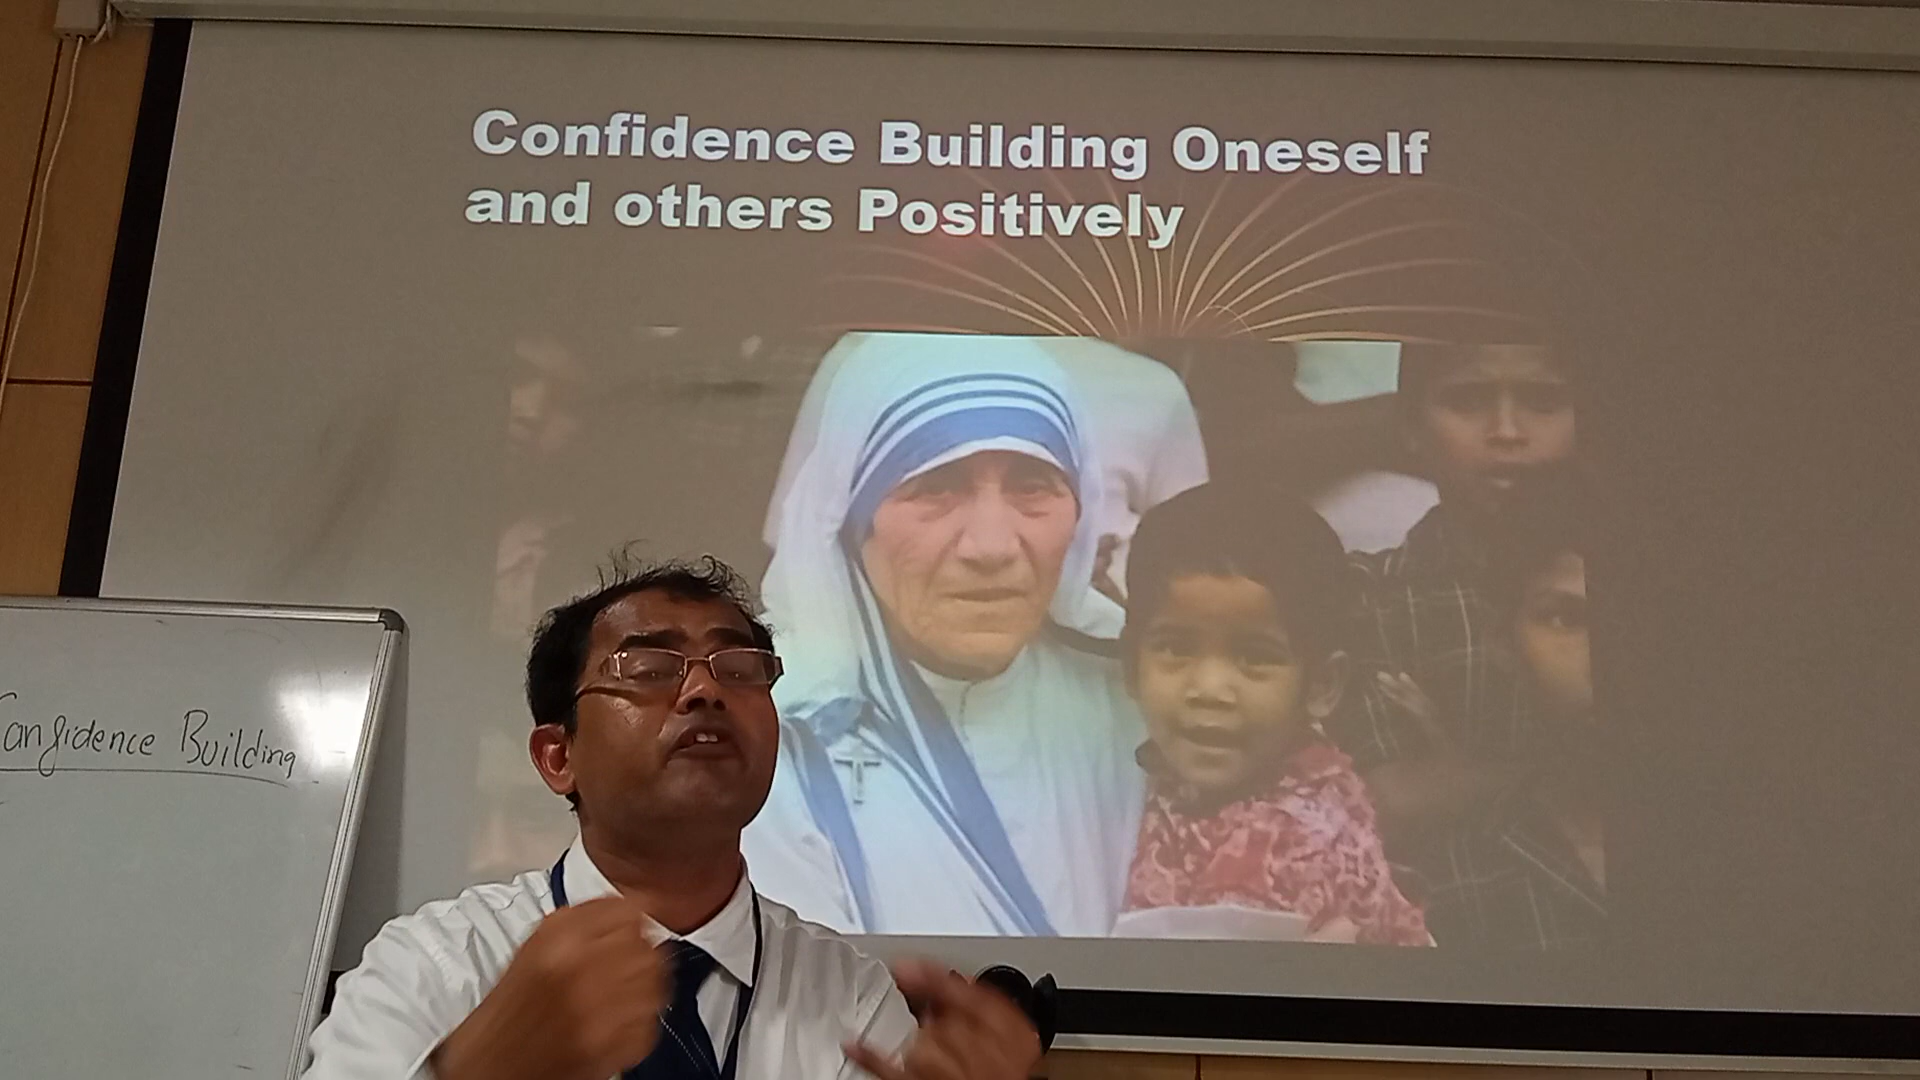 Confidence Building Oneself
and others Positively
Confidence Building